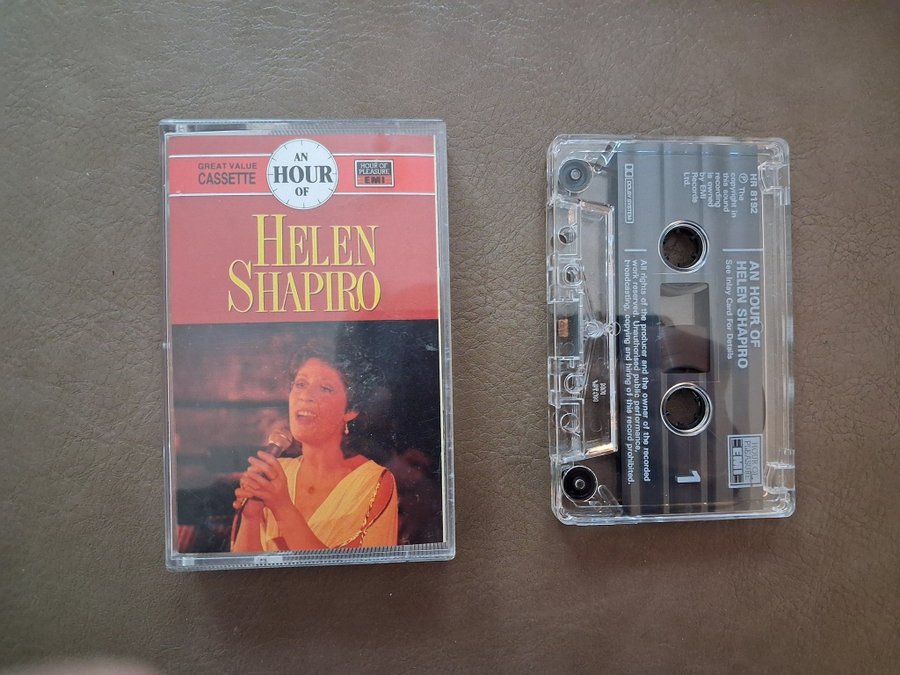 GREAT VALUE
CASSETTE
AN
HOUR
OF
HOUR OF
PLEASURE
EMI
HELEN
SHAPIRO
HR 8192
℗ The
copyright in
this sound
recording
is owned
by EMI
Records
Ltd.
DOLBY SYSTEM
AN HOUR OF
HELEN SHAPIRO
See Inlay Card For Details
HOUR OF
PLEASURE
EMI
1
All rights of the producer and the owner of the recorded
work reserved. Unauthorised public performance,
broadcasting, copying and hiring of this record prohibited.